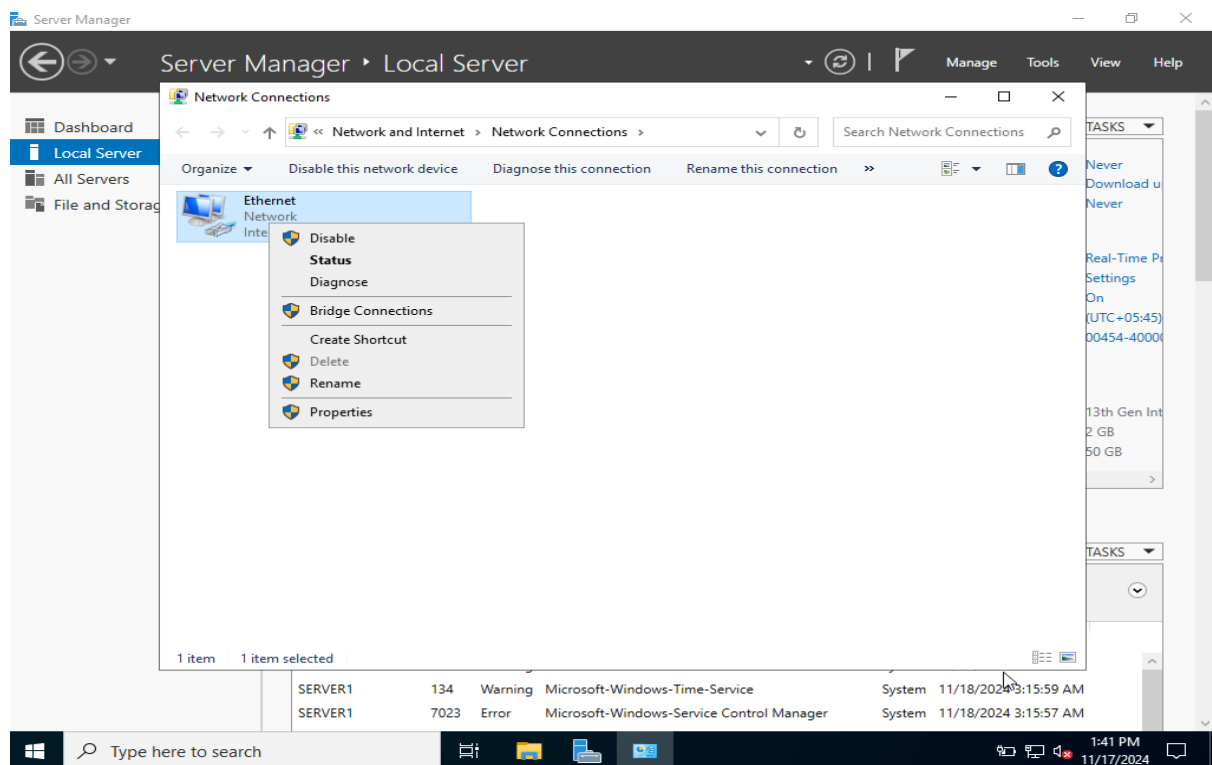 Server Manager
Server Manager ‣ Local Server
Manage Tools View Help
Dashboard
Local Server
All Servers
File and Storag
Network Connections
« Network and Internet › Network Connections ›
Search Network Connections
Organize
Disable this network device
Diagnose this connection
Rename this connection
»
Ethernet
Network
Inte
Disable
Status
Diagnose
Bridge Connections
Create Shortcut
Delete
Rename
Properties
1 item
1 item selected
TASKS
Never
Download u
Never
Real-Time Pr
Settings
On
(UTC+05:45)
00454-40000
13th Gen Int
2 GB
50 GB
TASKS
SERVER1 134 Warning Microsoft-Windows-Time-Service System 11/18/2024 3:15:59 AM
SERVER1 7023 Error Microsoft-Windows-Service Control Manager System 11/18/2024 3:15:57 AM
Type here to search
1:41 PM
11/17/2024